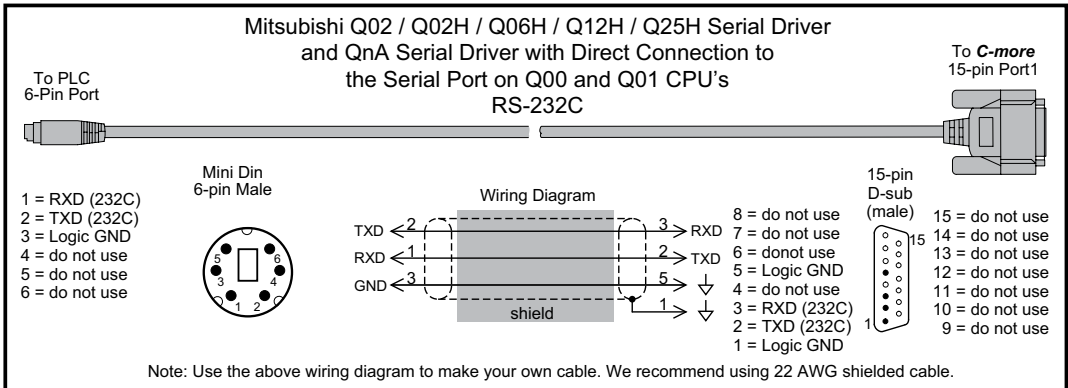 Mitsubishi Q02 / Q02H / Q06H / Q12H / Q25H Serial Driver
and QnA Serial Driver with Direct Connection to
the Serial Port on Q00 and Q01 CPU's
RS-232C
To PLC
6-Pin Port
To C-more
15-pin Port1
1 = RXD (232C)
2 = TXD (232C)
3 = Logic GND
4 = do not use
5 = do not use
6 = do not use
Mini Din
6-pin Male
5 6
3 4
1 2
Wiring Diagram
TXD 2 3 RXD
RXD 1 2 TXD
GND 3 5
1
shield
8 = do not use
7 = do not use
6 = donot use
5 = Logic GND
4 = do not use
3 = RXD (232C)
2 = TXD (232C)
1 = Logic GND
15-pin
D-sub
(male)
15
1
15 = do not use
14 = do not use
13 = do not use
12 = do not use
11 = do not use
10 = do not use
9 = do not use
Note: Use the above wiring diagram to make your own cable. We recommend using 22 AWG shielded cable.